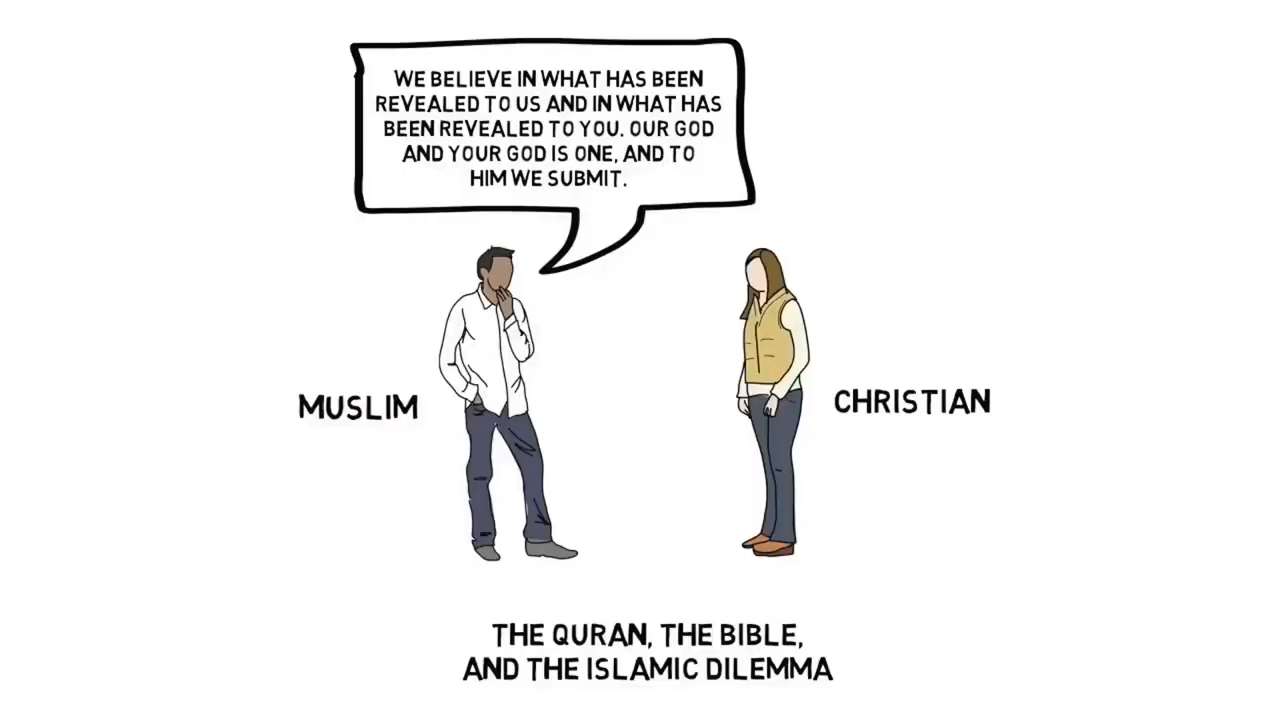 WE BELIEVE IN WHAT HAS BEEN
REVEALED TO US AND IN WHAT HAS
BEEN REVEALED TO YOU. OUR GOD
AND YOUR GOD IS ONE, AND TO
HIM WE SUBMIT.
MUSLIM
CHRISTIAN
THE QURAN, THE BIBLE,
AND THE ISLAMIC DILEMMA